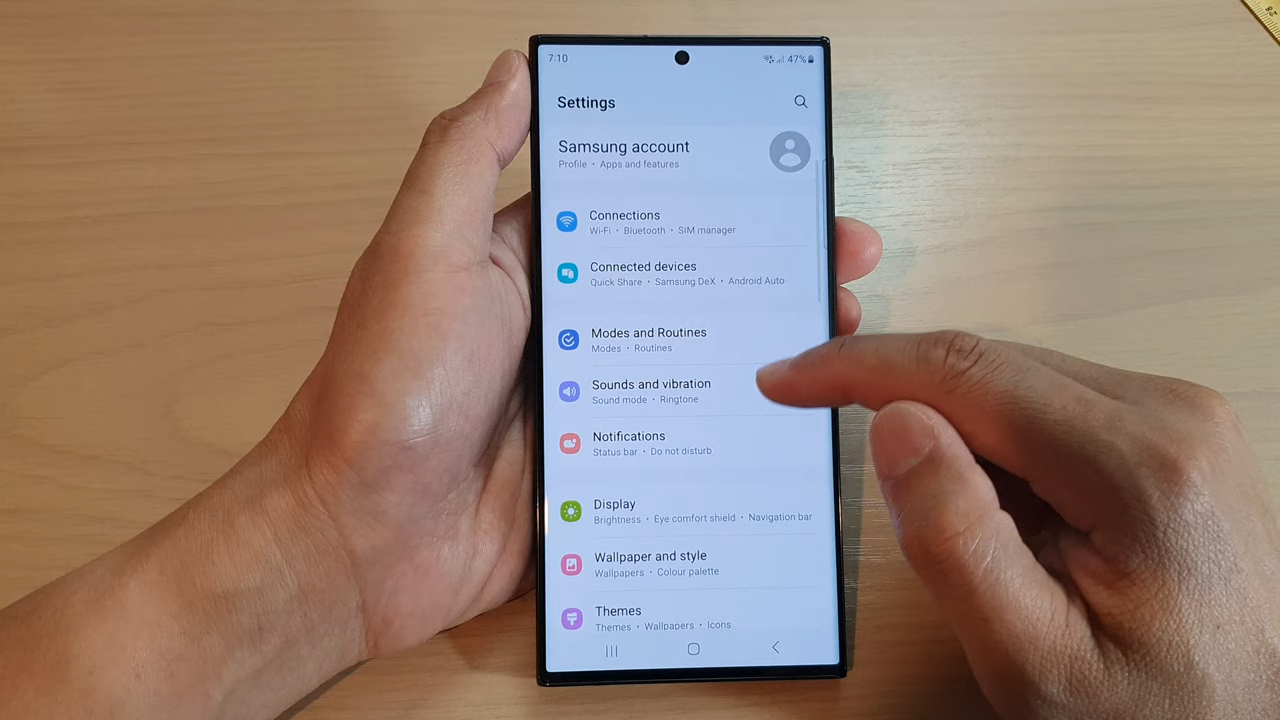 7:10 47%
Settings
Samsung account
Profile • Apps and features
Connections
Wi-Fi • Bluetooth • SIM manager
Connected devices
Quick Share • Samsung DeX • Android Auto
Modes and Routines
Modes • Routines
Sounds and vibration
Sound mode • Ringtone
Notifications
Status bar • Do not disturb
Display
Brightness • Eye comfort shield • Navigation bar
Wallpaper and style
Wallpapers • Colour palette
Themes
Themes • Wallpapers • Icons